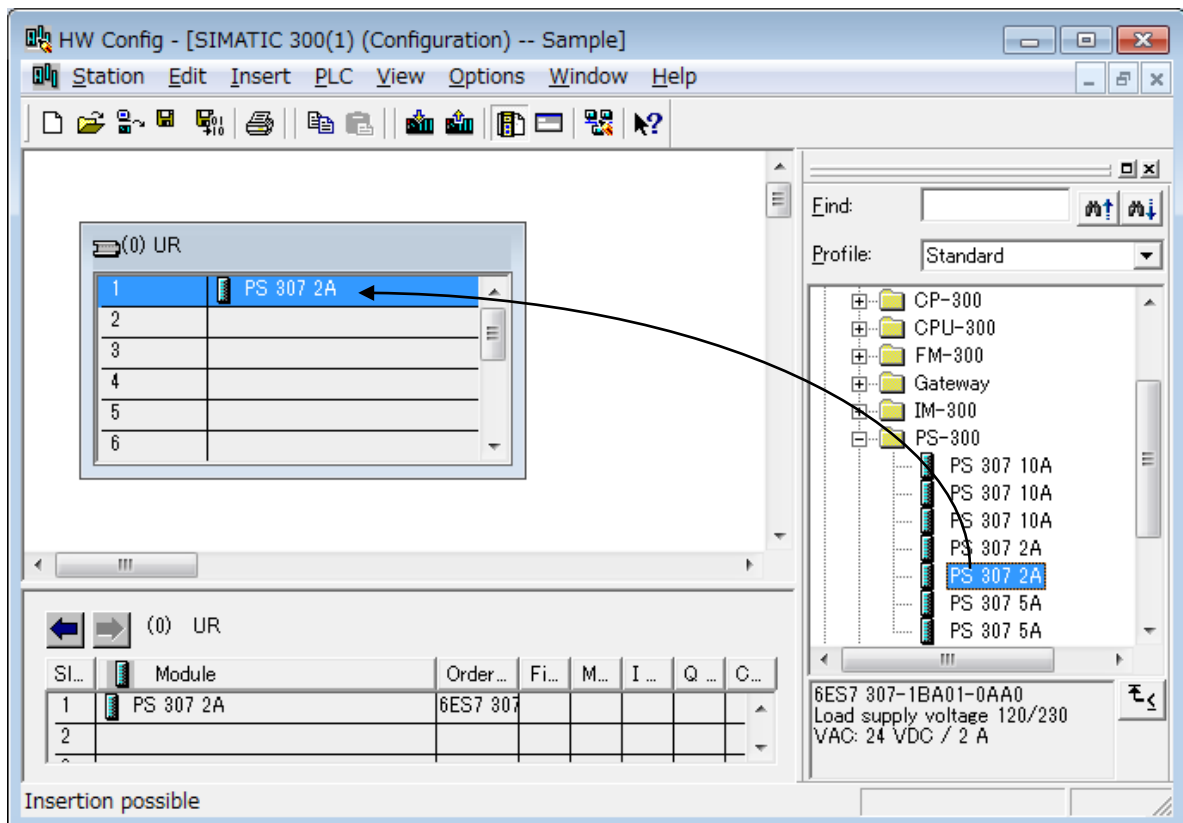 HW Config - [SIMATIC 300(1) (Configuration) -- Sample]
Station Edit Insert PLC View Options Window Help
(0) UR
1 PS 307 2A
2
3
4
5
6
Find:
Profile: Standard
CP-300
CPU-300
FM-300
Gateway
IM-300
PS-300
PS 307 10A
PS 307 10A
PS 307 10A
PS 307 2A
PS 307 2A
PS 307 5A
PS 307 5A
(0) UR
Sl... Module Order... Fi... M... I ... Q ... C...
1 PS 307 2A 6ES7 307
2
6ES7 307-1BA01-0AA0
Load supply voltage 120/230
VAC: 24 VDC / 2 A
Insertion possible